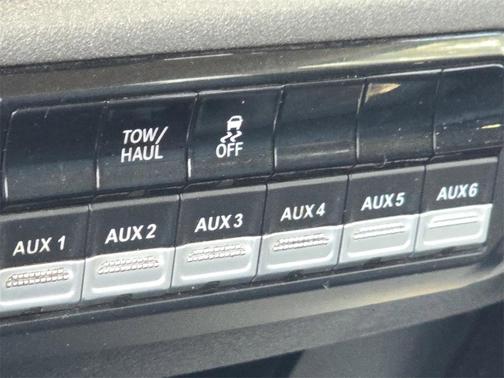 TOW/
HAUL
OFF
AUX 1
AUX 2
AUX 3
AUX 4
AUX 5
AUX 6